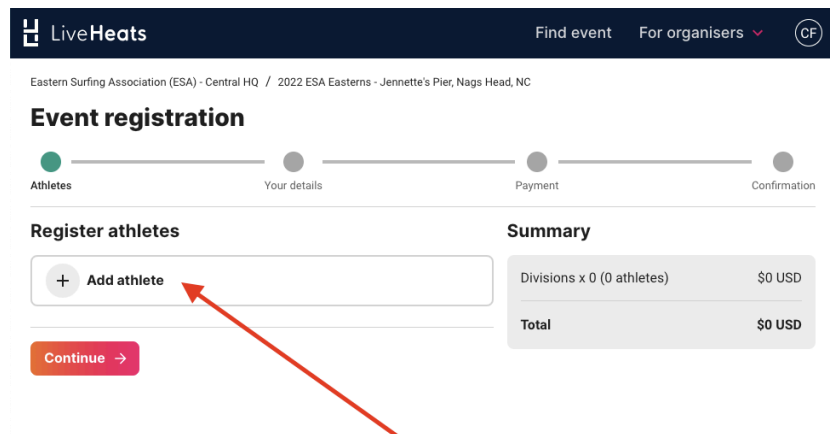 LiveHeats
Find event For organisers CF
Eastern Surfing Association (ESA) - Central HQ / 2022 ESA Easterns - Jennette's Pier, Nags Head, NC
Event registration
Athletes Your details Payment Confirmation
Register athletes
+ Add athlete
Continue →
Summary
Divisions x 0 (0 athletes) $0 USD
Total $0 USD